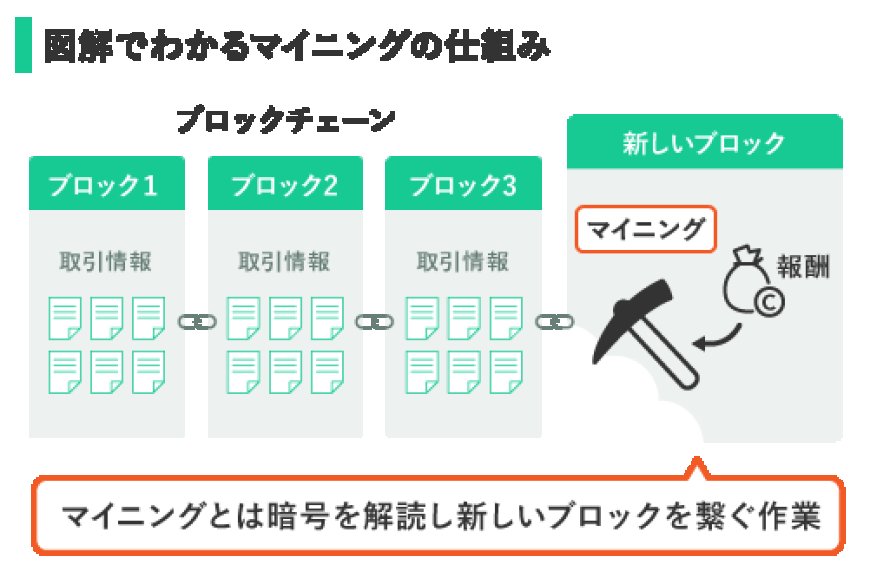 図解でわかるマイニングの仕組み
ブロックチェーン
ブロック1
ブロック2
ブロック3
新しいブロック
取引情報
取引情報
取引情報
マイニング
報酬
C
マイニングとは暗号を解読し新しいブロックを繋ぐ作業